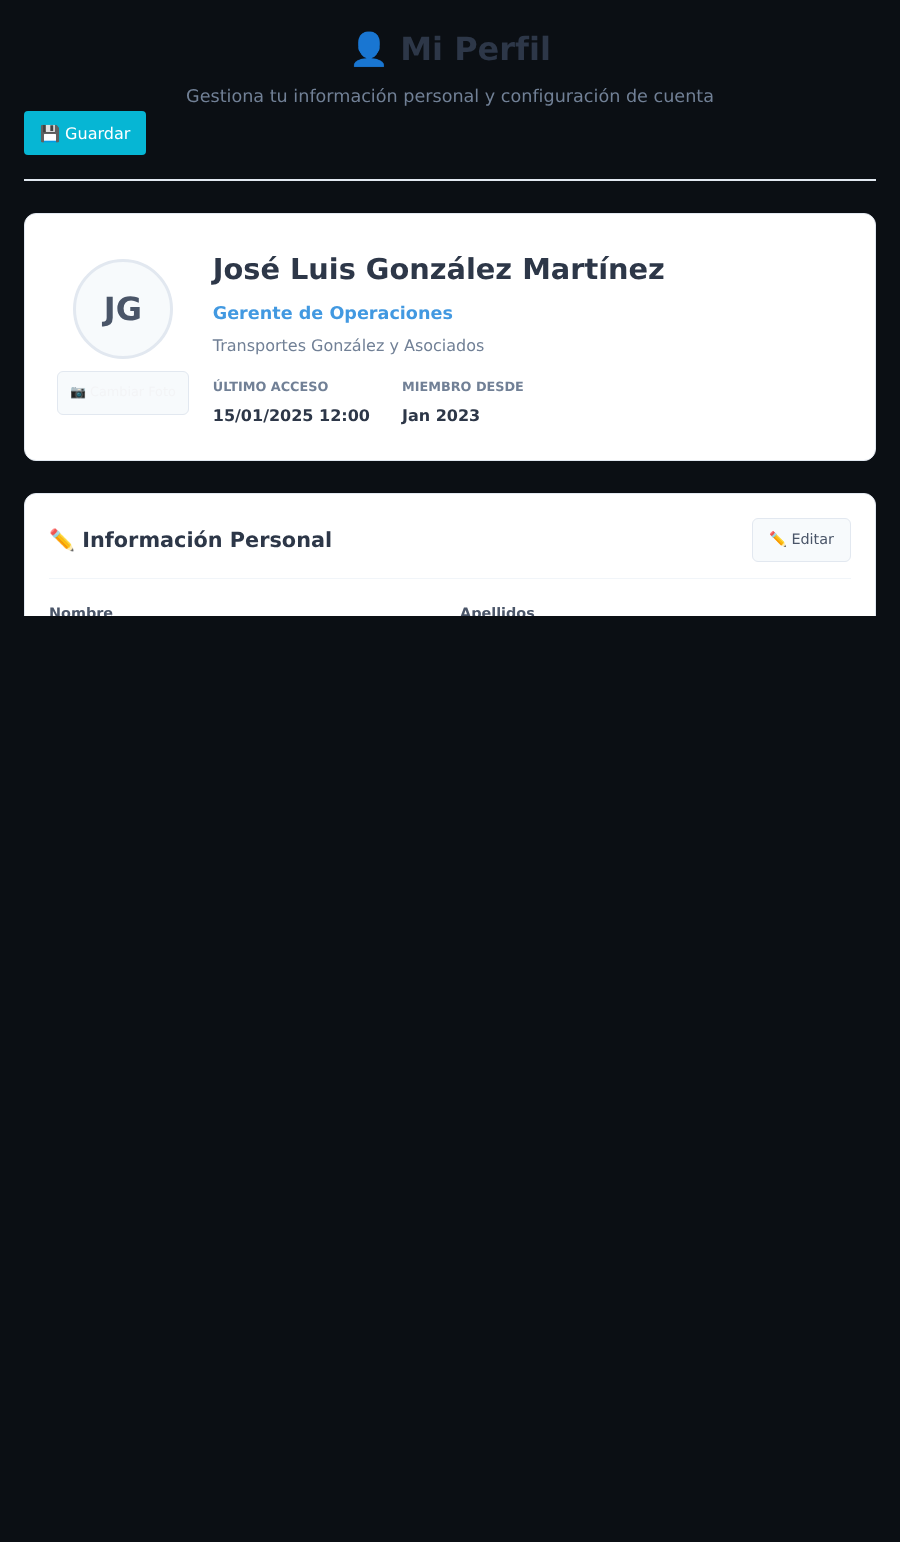 👤 Mi Perfil
Gestiona tu información personal y configuración de cuenta
💾 Guardar
JG
José Luis González Martínez
Gerente de Operaciones
Transportes González y Asociados
📷 Cambiar Foto
ÚLTIMO ACCESO MIEMBRO DESDE
15/01/2025 12:00 Jan 2023
✏️ Información Personal
✏️ Editar
Nombre Apellidos